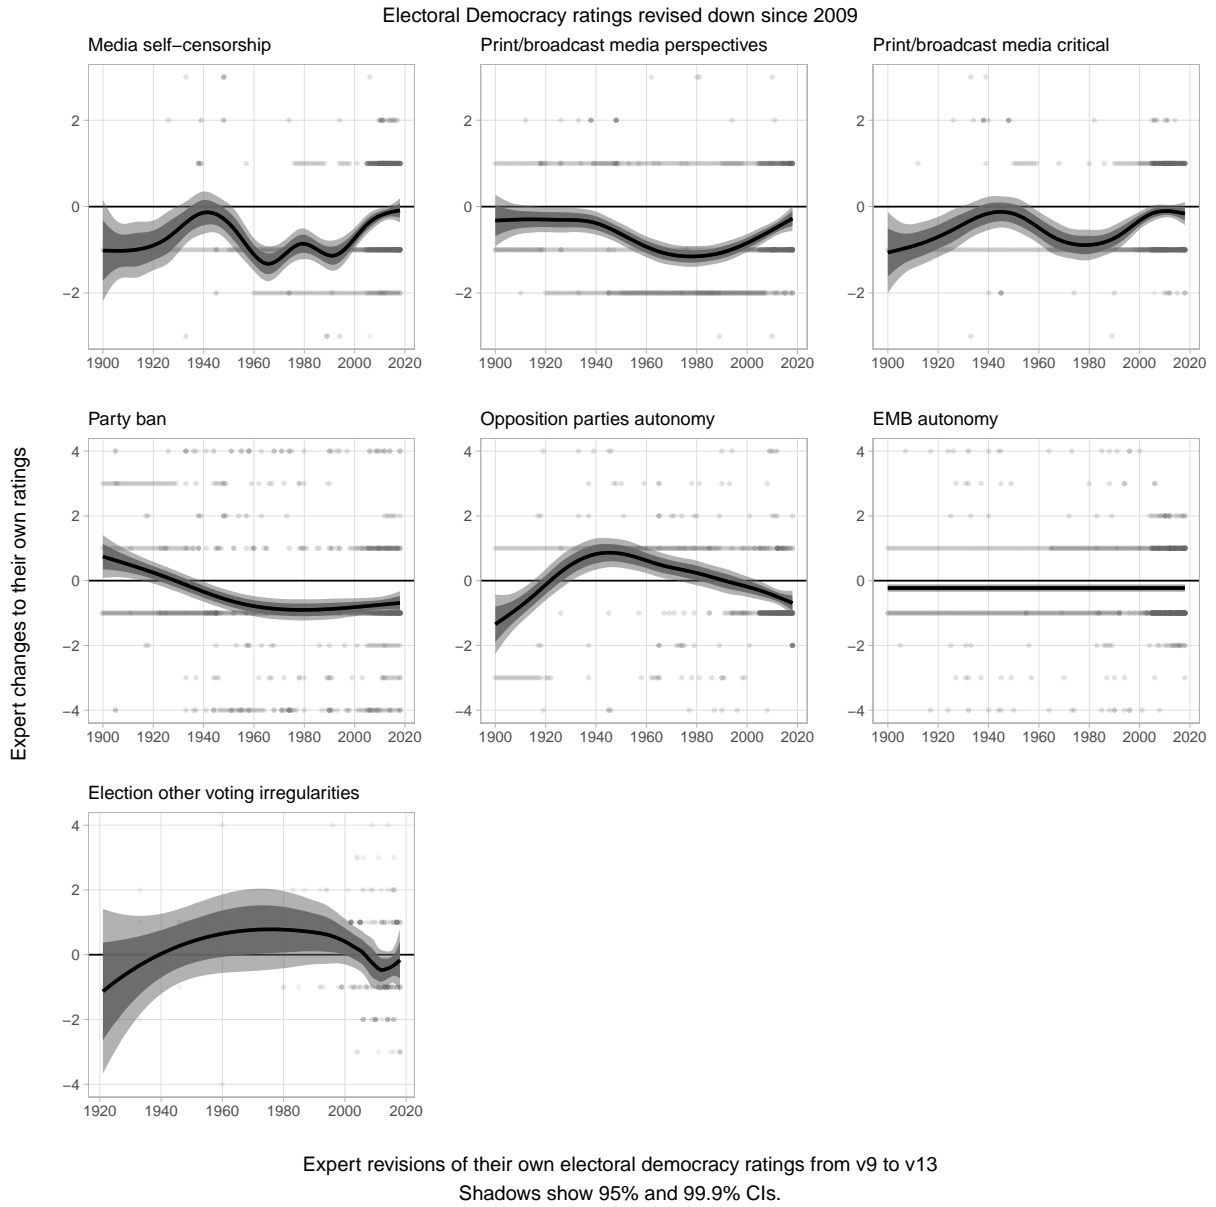 Electoral Democracy ratings revised down since 2009
Media self−censorship
Print/broadcast media perspectives
Print/broadcast media critical
2
0
−2
1900 1920 1940 1960 1980 2000 2020
2
0
−2
1900 1920 1940 1960 1980 2000 2020
2
0
−2
1900 1920 1940 1960 1980 2000 2020
Expert changes to their own ratings
Party ban
Opposition parties autonomy
EMB autonomy
4
2
0
−2
−4
1900 1920 1940 1960 1980 2000 2020
4
2
0
−2
−4
1900 1920 1940 1960 1980 2000 2020
4
2
0
−2
−4
1900 1920 1940 1960 1980 2000 2020
Election other voting irregularities
4
2
0
−2
−4
1920 1940 1960 1980 2000 2020
Expert revisions of their own electoral democracy ratings from v9 to v13
Shadows show 95% and 99.9% CIs.